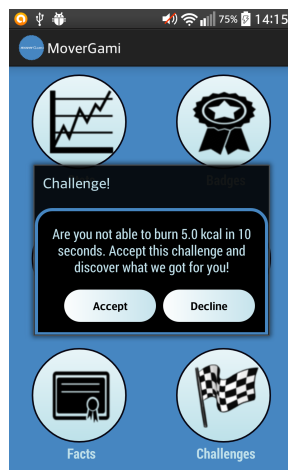 75% 14:15
MoverGami
Badges
Challenge!
Are you not able to burn 5.0 kcal in 10
seconds. Accept this challenge and
discover what we got for you!
Accept Decline
Facts Challenges